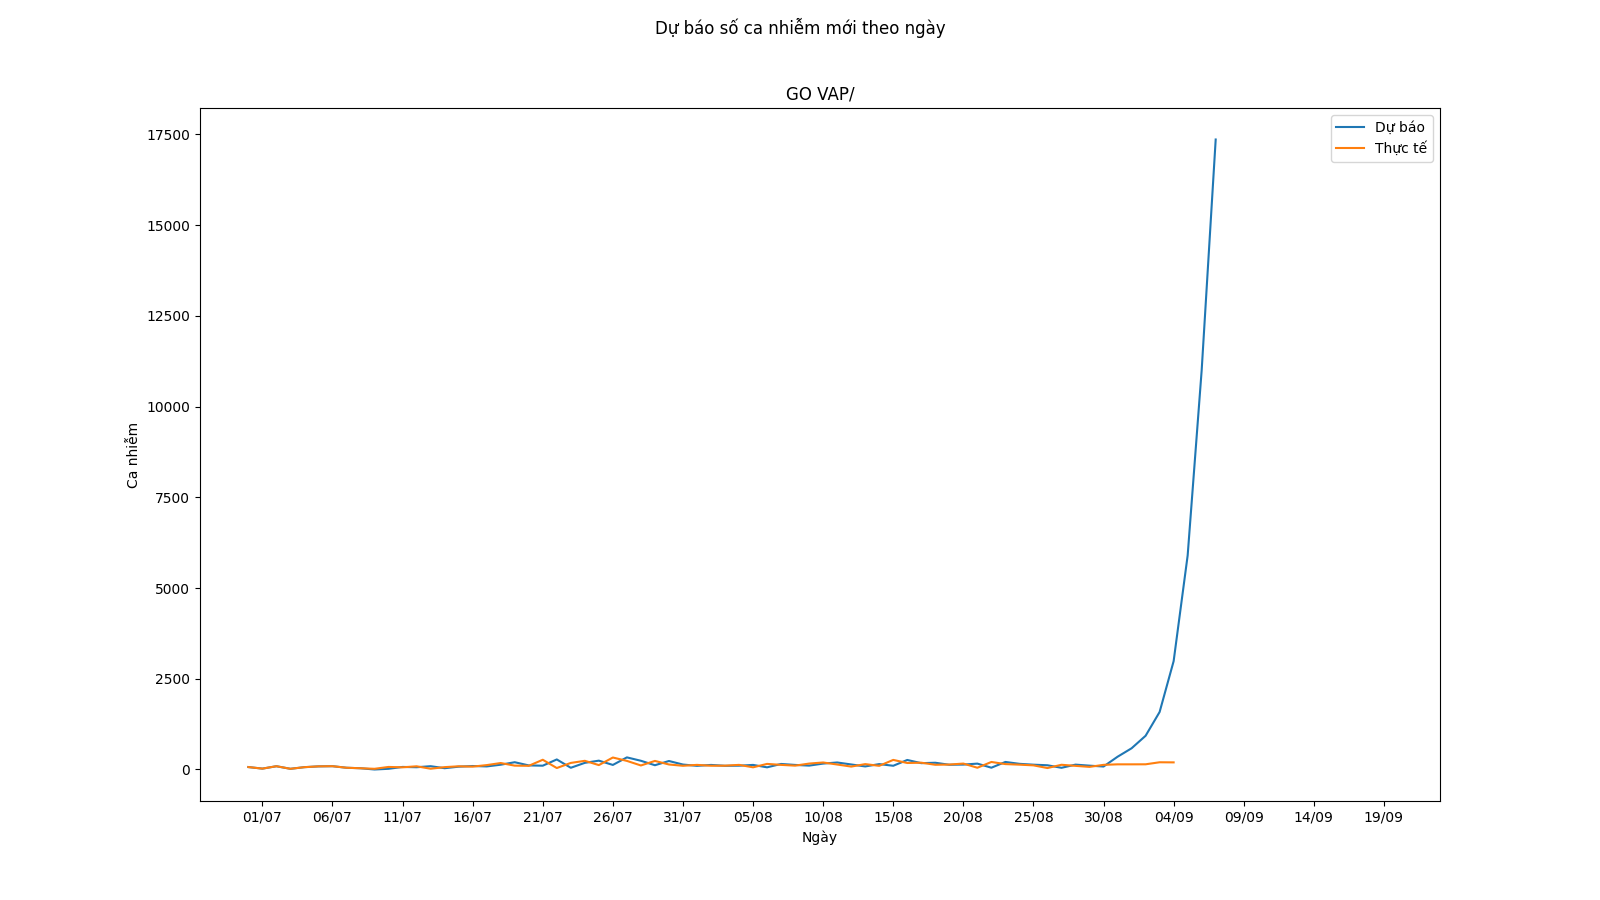 Dự báo số ca nhiễm mới theo ngày
GO VAP/
Dự báo
Thực tế
17500
15000
12500
10000
7500
5000
2500
0
Ca nhiễm
01/07 06/07 11/07 16/07 21/07 26/07 31/07 05/08 10/08 15/08 20/08 25/08 30/08 04/09 09/09 14/09 19/09
Ngày